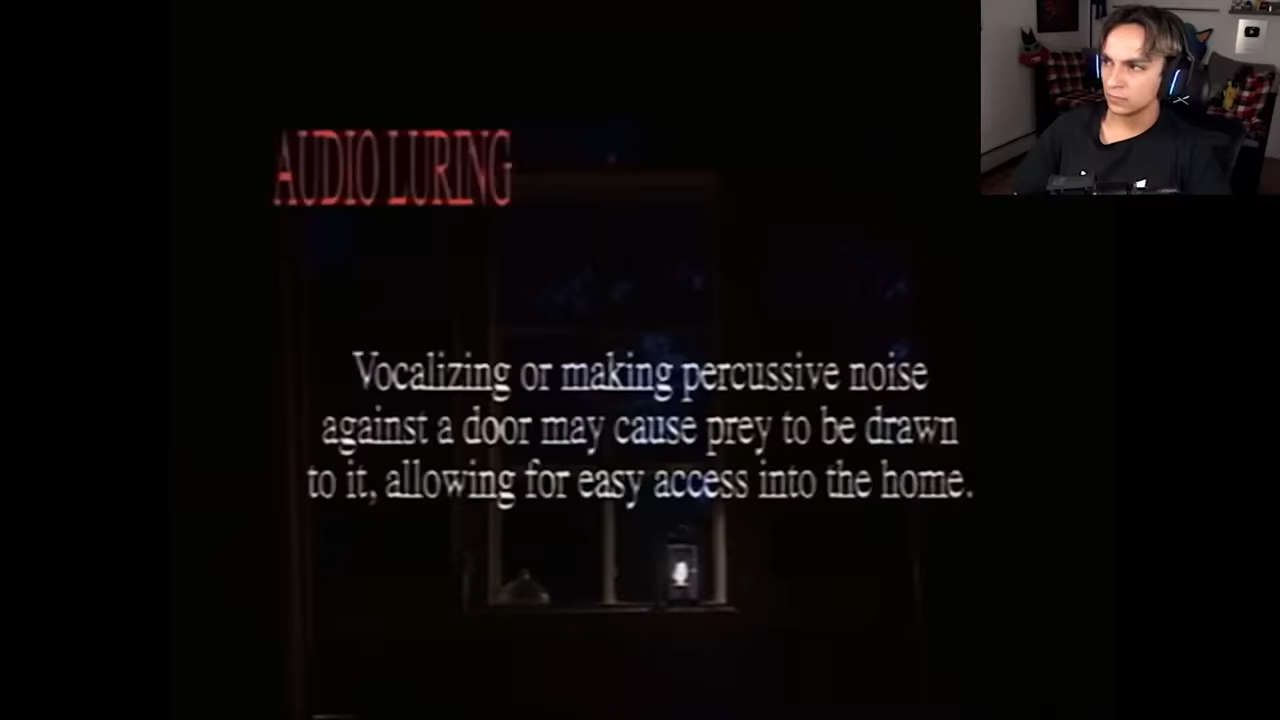 AUDIO LURING
Vocalizing or making percussive noise
against a door may cause prey to be drawn
to it, allowing for easy access into the home.